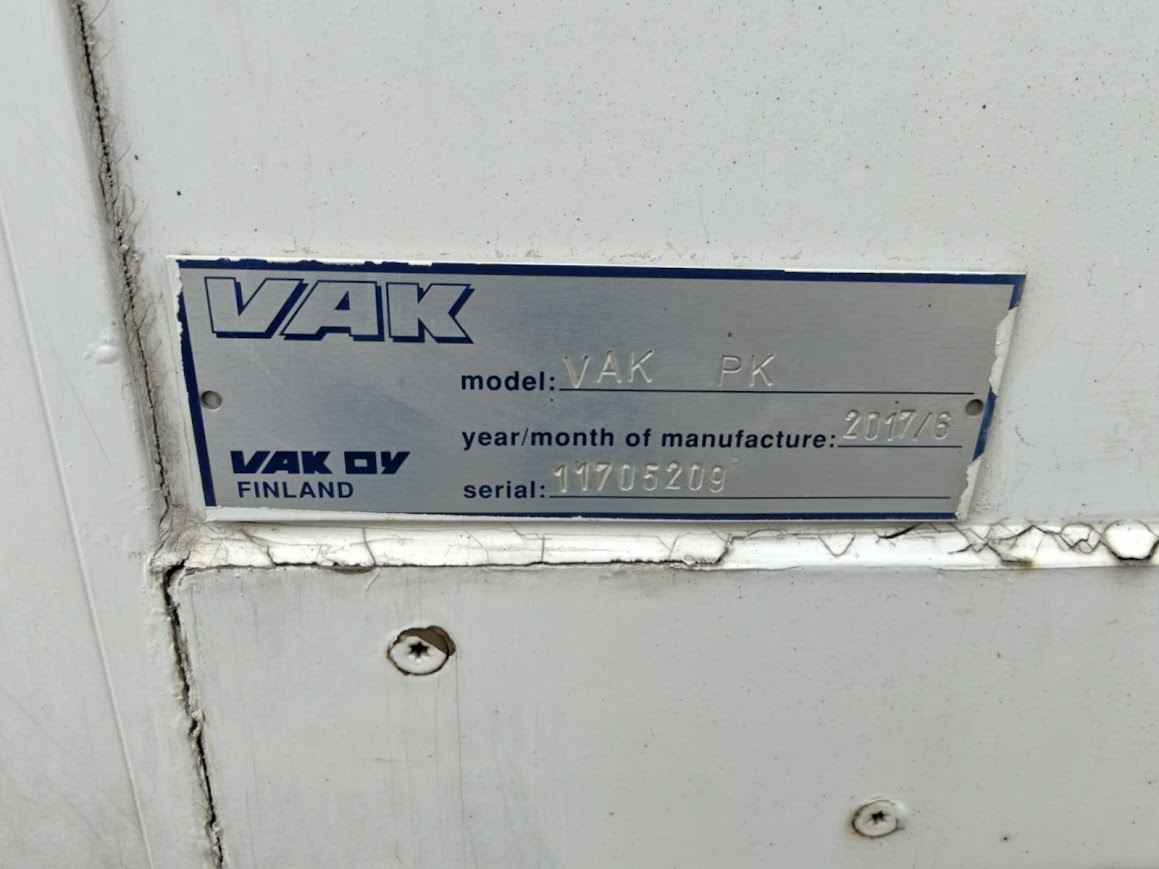 VAK
model: VAK PK
year/month of manufacture: 2017/6
VAK OY
FINLAND
serial: 11705209